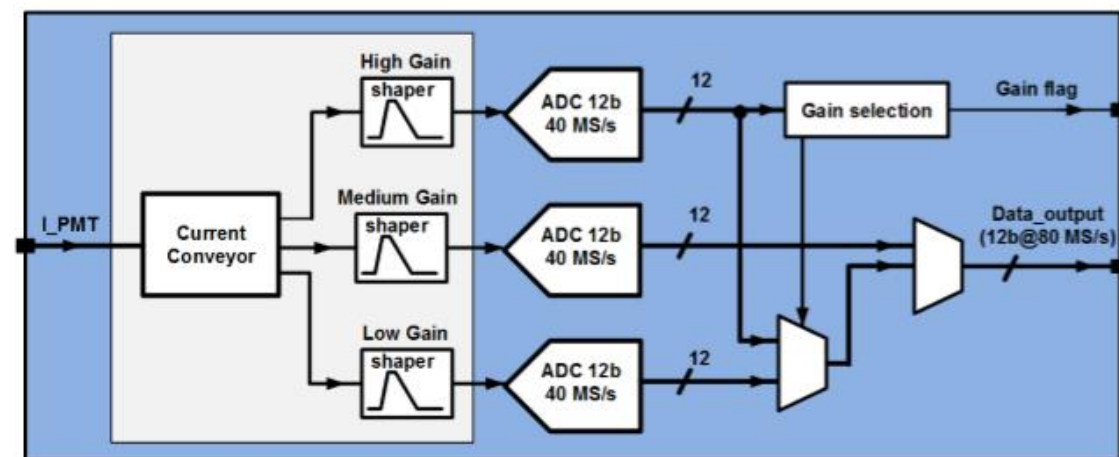 High Gain
shaper
ADC 12b
40 MS/s
12
Gain selection
Gain flag
I_PMT
Current
Conveyor
Medium Gain
shaper
ADC 12b
40 MS/s
12
Data_output
(12b@80 MS/s)
Low Gain
shaper
ADC 12b
40 MS/s
12